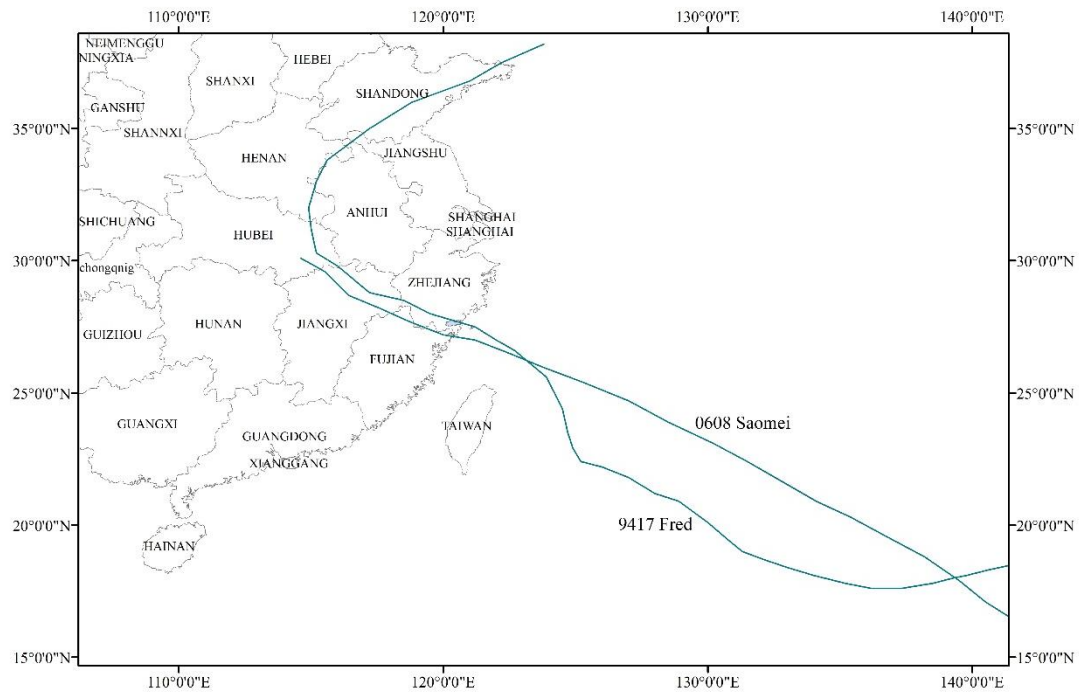 110°0'0"E 120°0'0"E 130°0'0"E 140°0'0"E
NEIMENGGU
NINGXIA
HEBEI
SHANXI
SHANDONG
GANSHU
35°0'0"N 35°0'0"N
SHANNXI
JIANGSHU
HENAN
ANHUI
SHANGHAI
SHICHUANG
SHANGHAI
HUBEI
30°0'0"N 30°0'0"N
chongqnig
ZHEJIANG
GUIZHOU HUNAN JIANGXI
FUJIAN
25°0'0"N 25°0'0"N
GUANGXI TAIWAN 0608 Saomei
GUANGDONG
XIANGGANG
20°0'0"N 9417 Fred 20°0'0"N
HAINAN
15°0'0"N 15°0'0"N
110°0'0"E 120°0'0"E 130°0'0"E 140°0'0"E